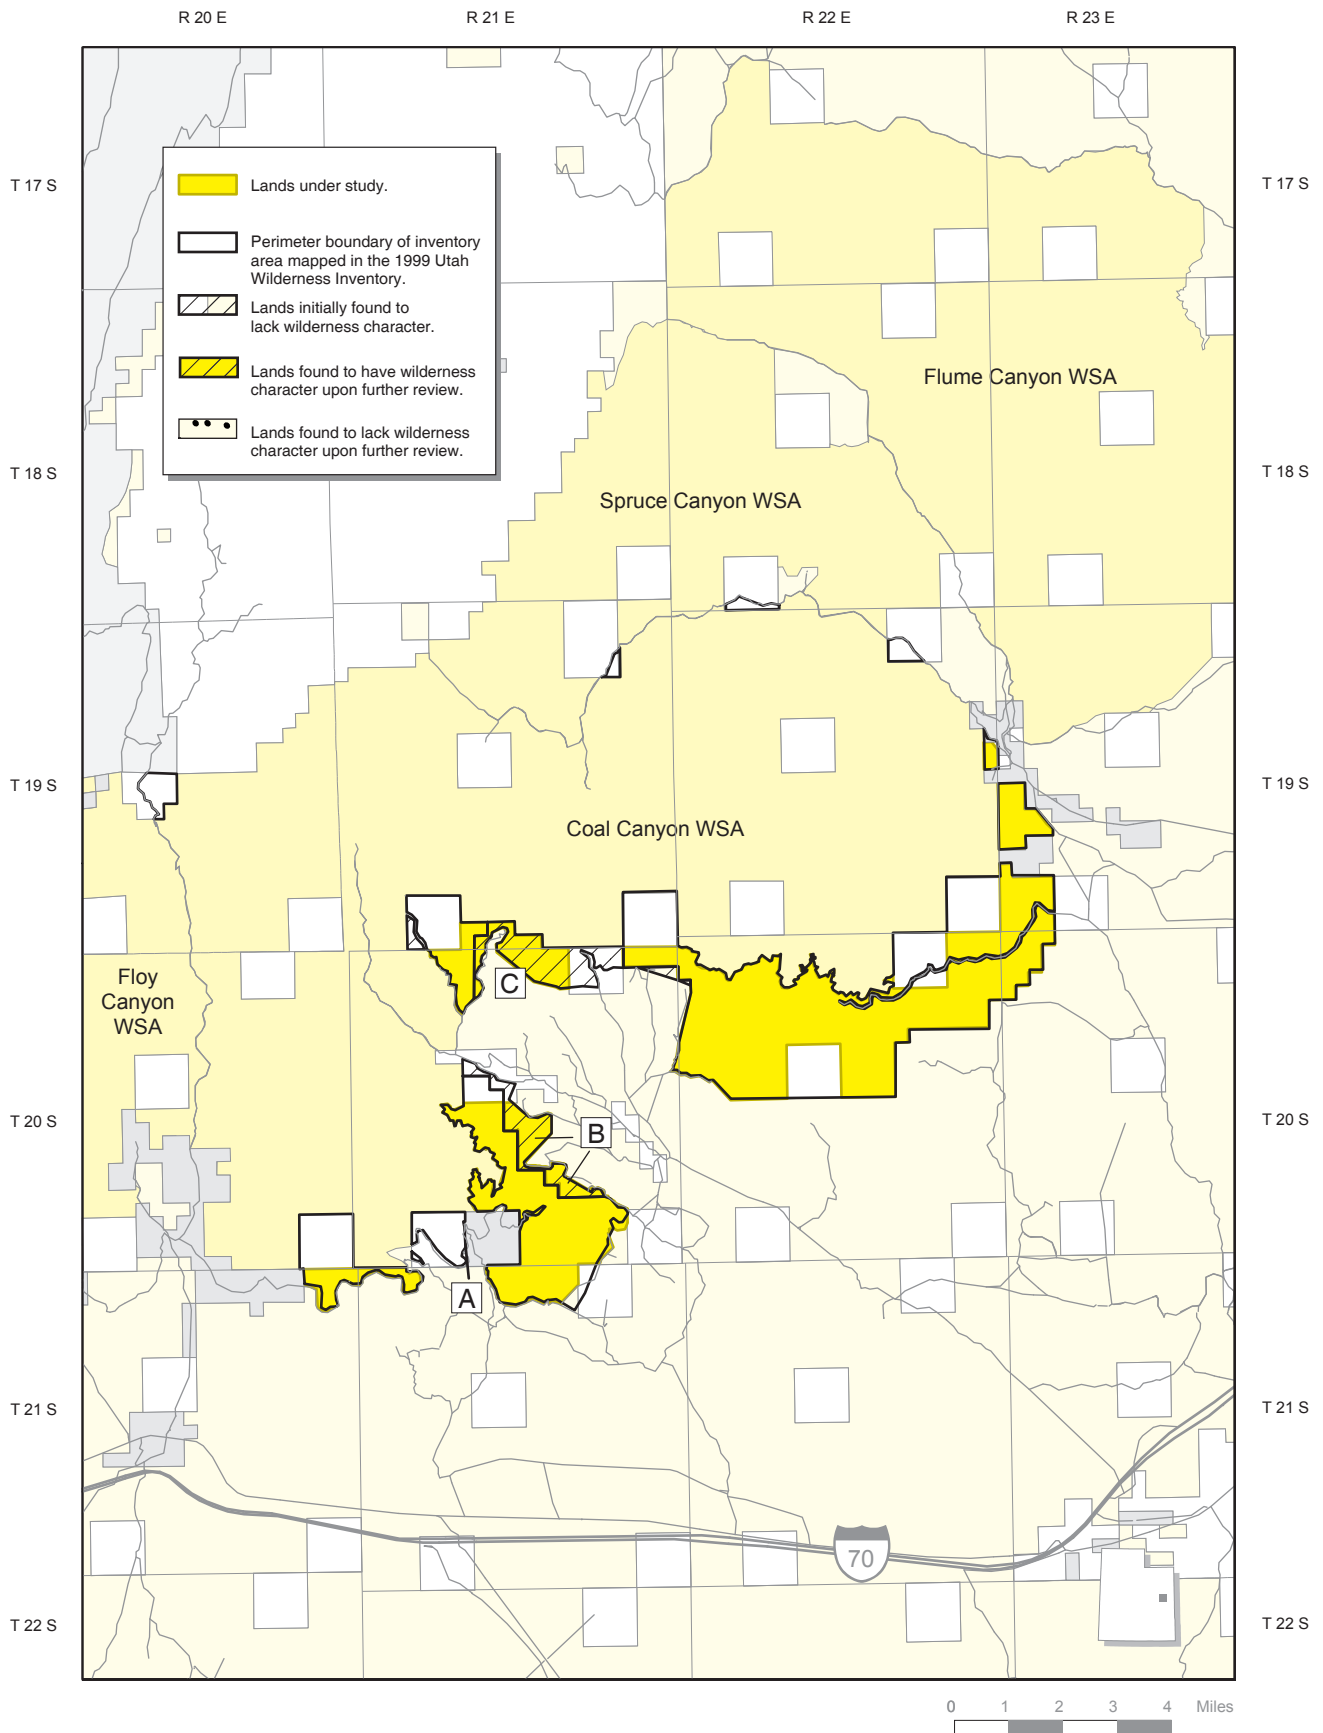 R 20 E
R 21 E
R 22 E
R 23 E
T 17 S
T 17 S
Lands under study.
Perimeter boundary of inventory
area mapped in the 1999 Utah
Wilderness Inventory.
Lands initially found to
lack wilderness character.
Lands found to have wilderness
character upon further review.
Lands found to lack wilderness
character upon further review.
Flume Canyon WSA
T 18 S
T 18 S
Spruce Canyon WSA
T 19 S
T 19 S
Coal Canyon WSA
Floy
Canyon
WSA
C
T 20 S
T 20 S
B
A
T 21 S
T 21 S
70
T 22 S
T 22 S
0 1 2 3 4 Miles